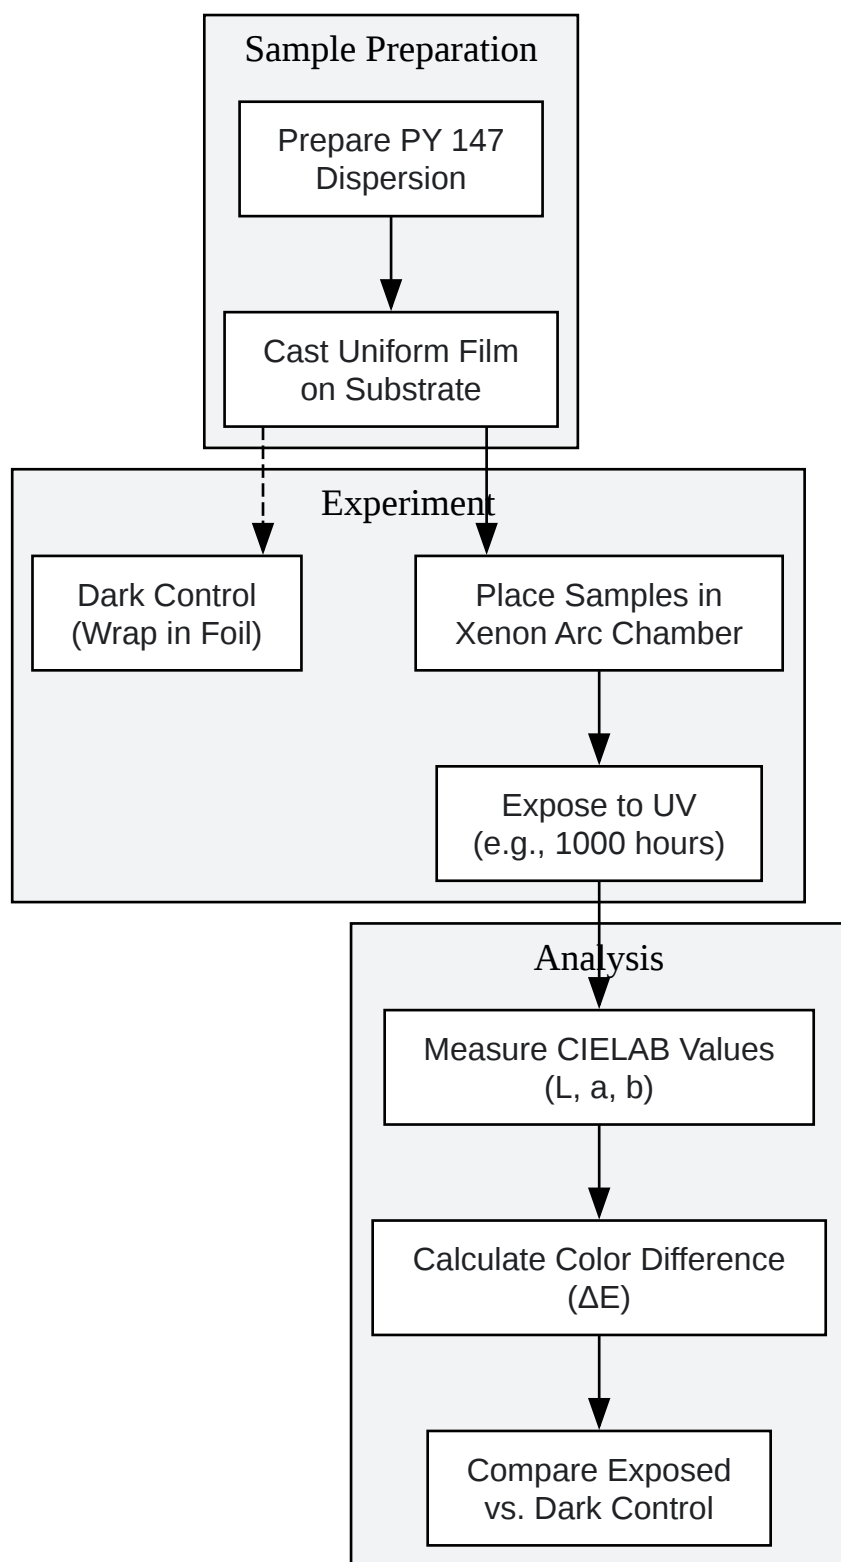 Sample Preparation
Prepare PY 147
Dispersion
Cast Uniform Film
on Substrate
Experiment
Dark Control
(Wrap in Foil)
Place Samples in
Xenon Arc Chamber
Expose to UV
(e.g., 1000 hours)
Analysis
Measure CIELAB Values
(L, a, b)
Calculate Color Difference
(ΔE)
Compare Exposed
vs. Dark Control